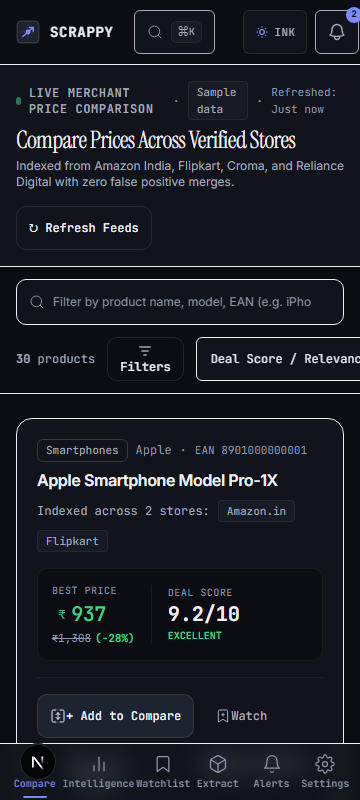 SCRAPPY
⌘K
INK
2
LIVE MERCHANT
PRICE COMPARISON
·
Sample
data
·
Refreshed:
Just now
Compare Prices Across Verified Stores
Indexed from Amazon India, Flipkart, Croma, and Reliance
Digital with zero false positive merges.
↻ Refresh Feeds
Filter by product name, model, EAN (e.g. iPho
30 products
Filters
Deal Score / Relevanc
Smartphones Apple · EAN 8901000000001
Apple Smartphone Model Pro-1X
Indexed across 2 stores: Amazon.in
Flipkart
BEST PRICE
₹ 937
₹1,308 (-28%)
DEAL SCORE
9.2/10
EXCELLENT
+ Add to Compare
Watch
N
Compare Intelligence Watchlist Extract Alerts Settings